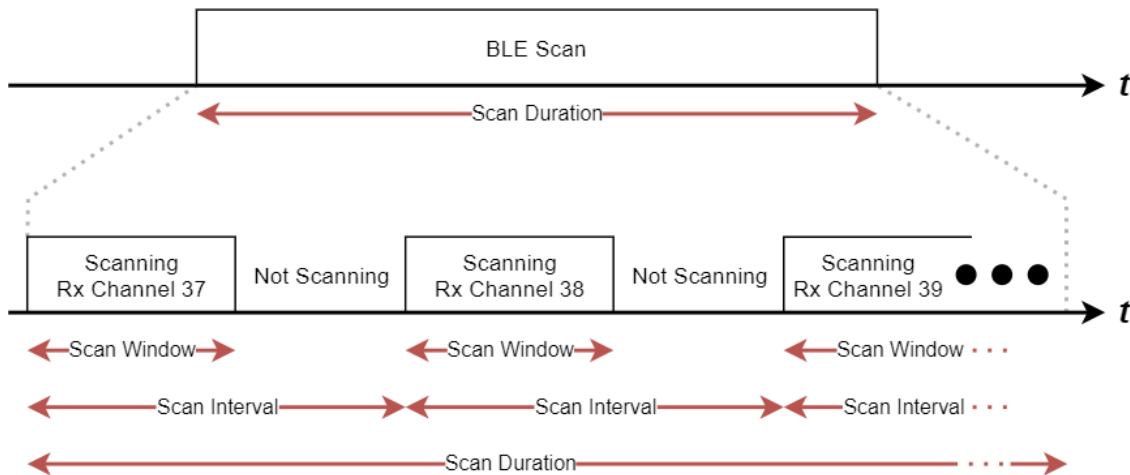 BLE Scan
t
Scan Duration
Scanning
Rx Channel 37
Not Scanning
Scanning
Rx Channel 38
Not Scanning
Scanning
Rx Channel 39
t
Scan Window
Scan Window
Scan Window
Scan Interval
Scan Interval
Scan Interval
Scan Duration